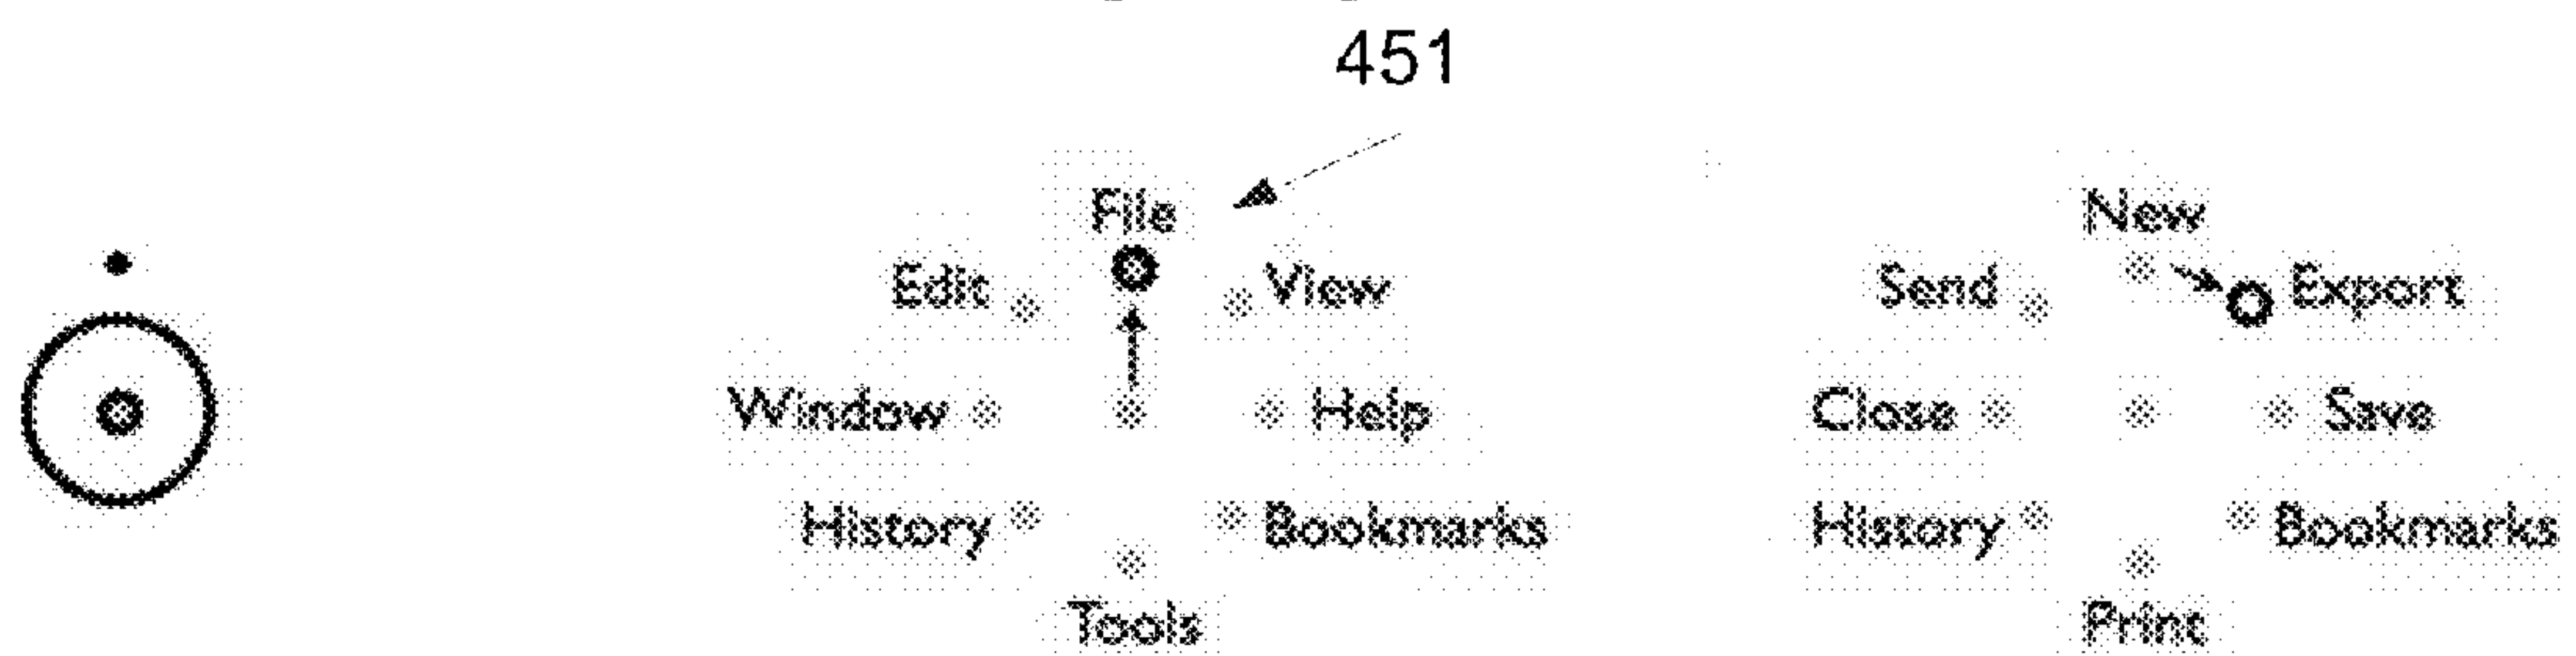 451
File
Edit View
Window Help
History Bookmarks
Tools
New
Send Export
Close Save
History Bookmarks
Print